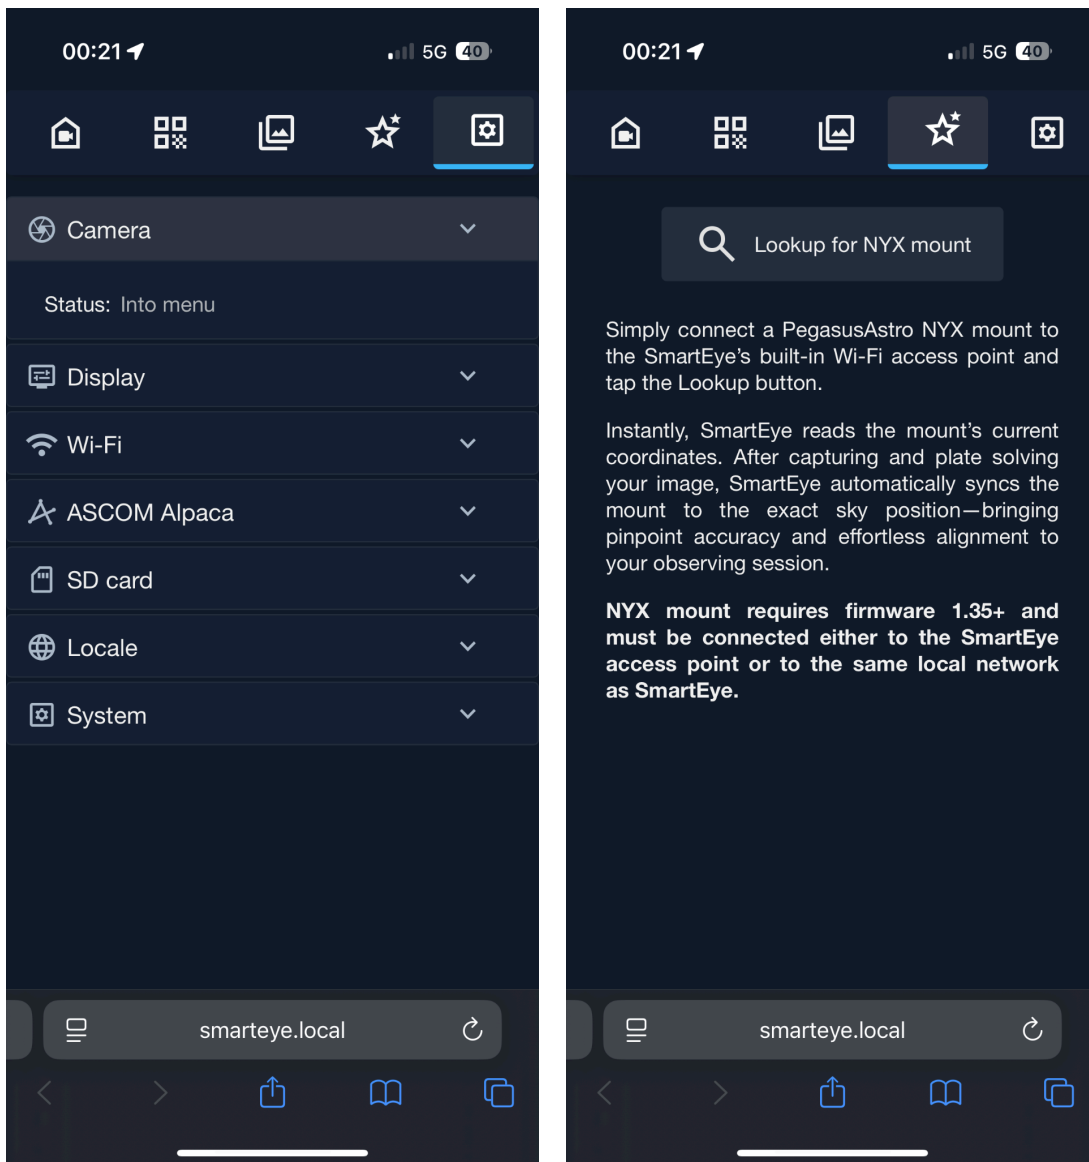 00:21
5G 40
Camera
Status: Into menu
Display
Wi-Fi
ASCOM Alpaca
SD card
Locale
System
smarteye.local
00:21
5G 40
Lookup for NYX mount
Simply connect a PegasusAstro NYX mount to
the SmartEye’s built-in Wi-Fi access point and
tap the Lookup button.
Instantly, SmartEye reads the mount’s current
coordinates. After capturing and plate solving
your image, SmartEye automatically syncs the
mount to the exact sky position—bringing
pinpoint accuracy and effortless alignment to
your observing session.
NYX mount requires firmware 1.35+ and
must be connected either to the SmartEye
access point or to the same local network
as SmartEye.
smarteye.local